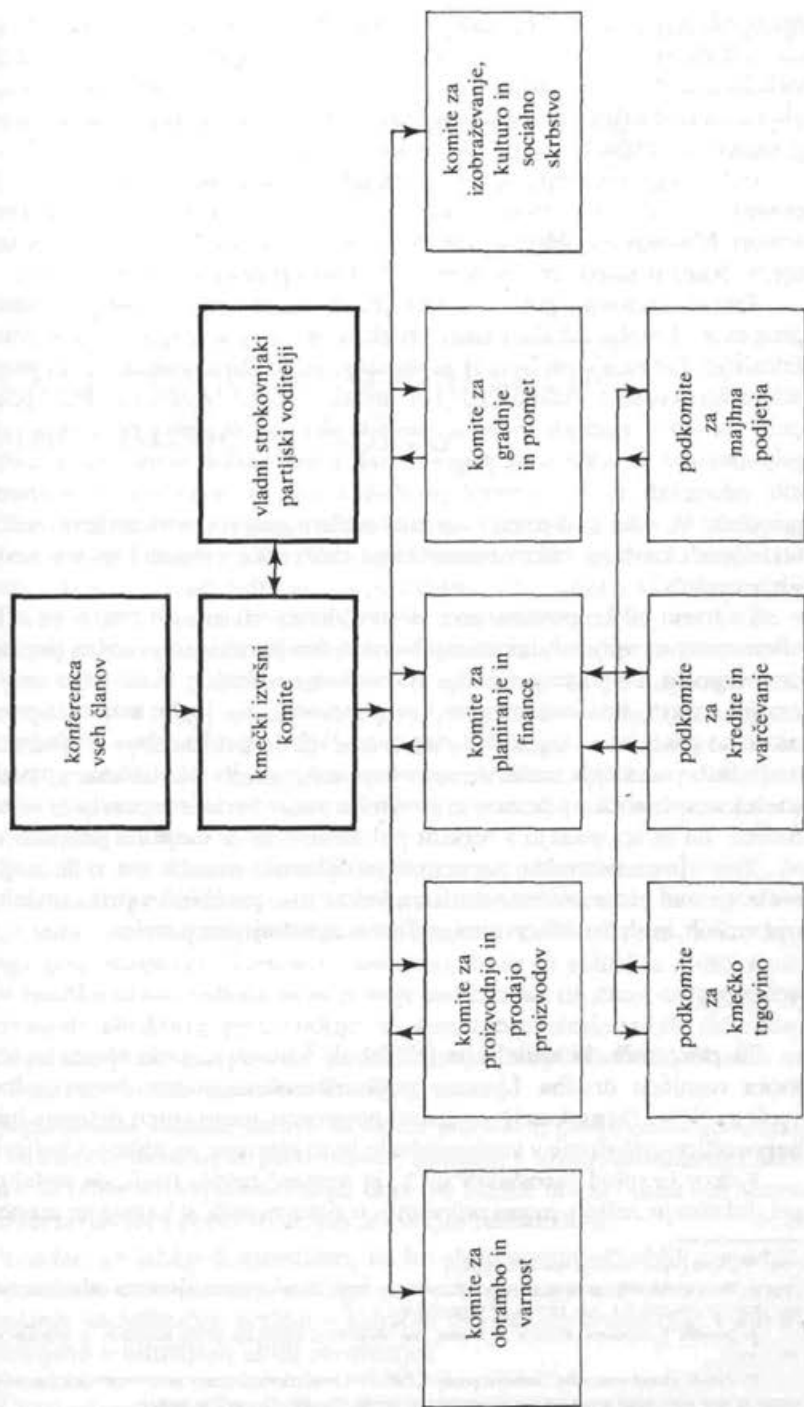 konferenca
vseh članov
kmečki izvršni
komite
vladni strokovnjaki
partijski voditelji
komite za
obrambo in
varnost
komite za
proizvodnjo in
prodajo
proizvodov
komite za
planiranje in
finance
komite za
gradnje
in promet
komite za
izobraževanje,
kulturo in
socialno
skrbstvo
podkomite
za
kmečko
trgovino
podkomite
za
kredite in
varčevanje
podkomite
za
majhna
podjetja